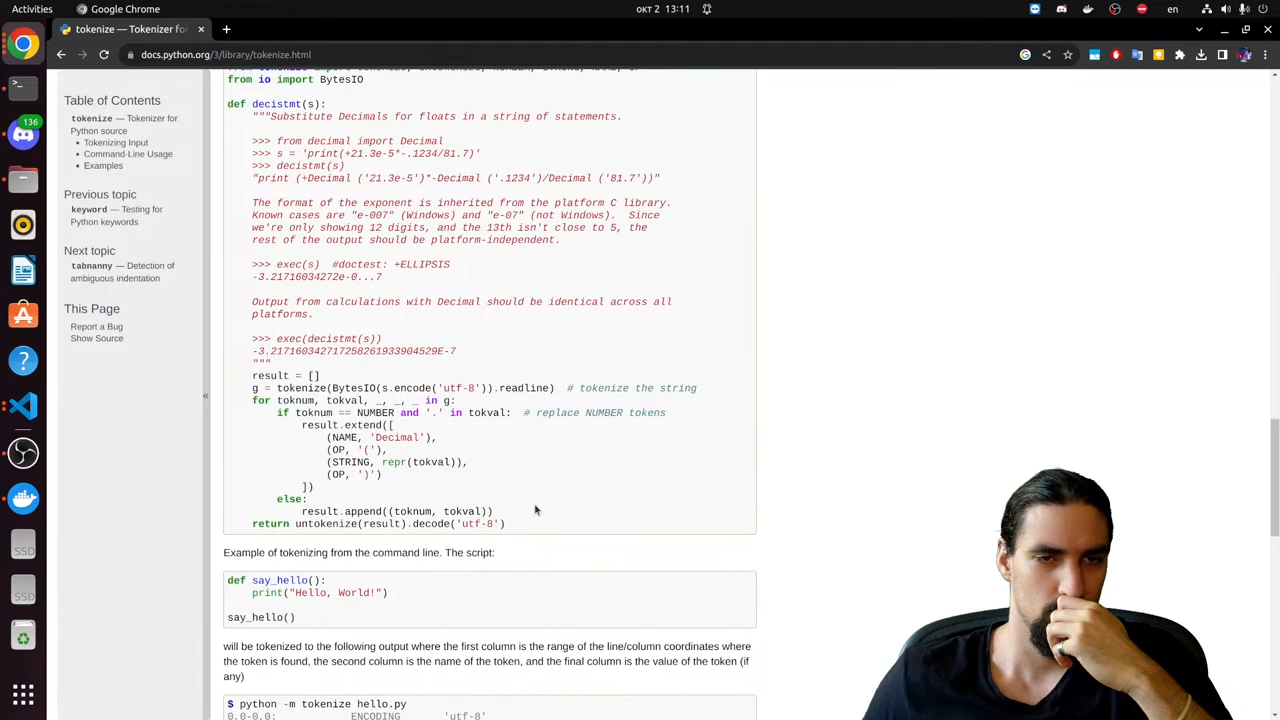 Activities
Google Chrome
окт 2 13:11
en
tokenize — Tokenizer fo
docs.python.org/3/library/tokenize.html
Table of Contents
tokenize — Tokenizer for
Python source
Tokenizing Input
Command-Line Usage
Examples
Previous topic
keyword — Testing for
Python keywords
Next topic
tabnanny — Detection of
ambiguous indentation
This Page
Report a Bug
Show Source
«
136
from io import BytesIO
def decistmt(s):
"""Substitute Decimals for floats in a string of statements.
>>> from decimal import Decimal
>>> s = 'print(+21.3e-5*-.1234/81.7)'
>>> decistmt(s)
"print (+Decimal ('21.3e-5')*-Decimal ('.1234')/Decimal ('81.7'))"
The format of the exponent is inherited from the platform C library.
Known cases are "e-007" (Windows) and "e-07" (not Windows).  Since
we're only showing 12 digits, and the 13th isn't close to 5, the
rest of the output should be platform-independent.
>>> exec(s)  #doctest: +ELLIPSIS
-3.21716034272e-0...7
Output from calculations with Decimal should be identical across all
platforms.
>>> exec(decistmt(s))
-3.217160342717258261933904529E-7
"""
result = []
g = tokenize(BytesIO(s.encode('utf-8')).readline)  # tokenize the string
for toknum, tokval, _, _, _ in g:
if toknum == NUMBER and '.' in tokval:  # replace NUMBER tokens
result.extend([
(NAME, 'Decimal'),
(OP, '('),
(STRING, repr(tokval)),
(OP, ')')
])
else:
result.append((toknum, tokval))
return untokenize(result).decode('utf-8')
Example of tokenizing from the command line. The script:
def say_hello():
print("Hello, World!")
say_hello()
will be tokenized to the following output where the first column is the range of the line/column coordinates where
the token is found, the second column is the name of the token, and the final column is the value of the token (if
any)
$ python -m tokenize hello.py
0,0-0,0: ENCODING 'utf-8'
SSD
SSD